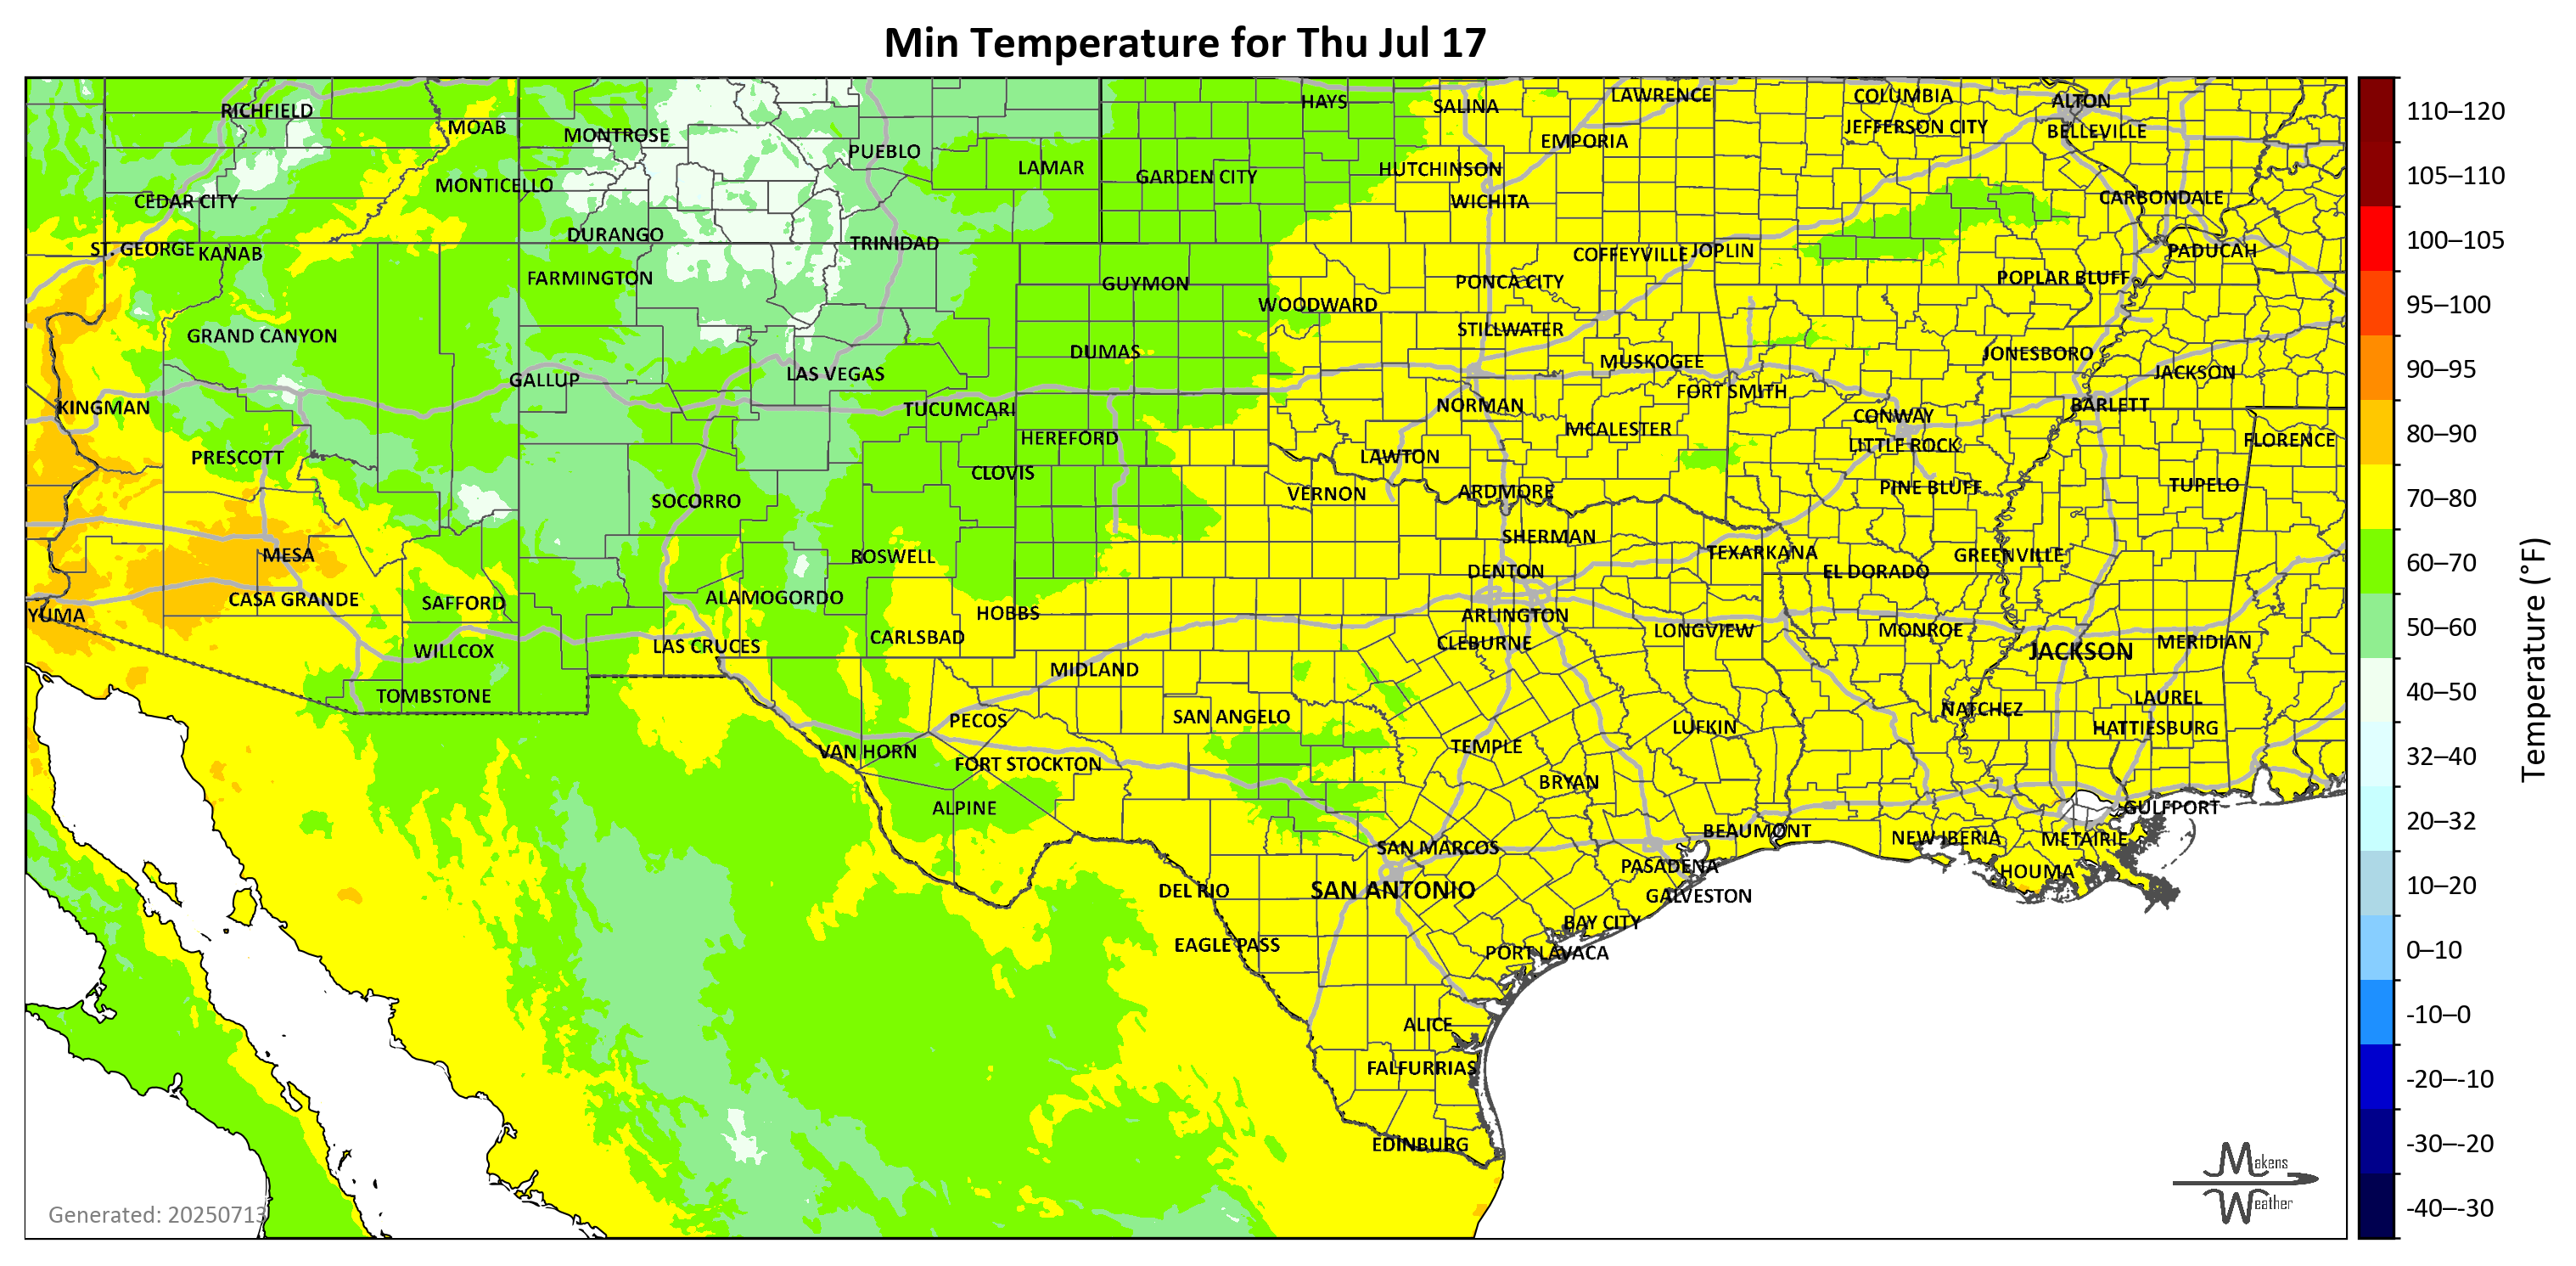 Min Temperature for Thu Jul 17
RICHFIELD
MOAB
MONTROSE
PUEBLO
LAMAR
HAYS
SALINA
LAWRENCE
COLUMBIA
ALTON
EMPORIA
JEFFERSON CITY
BELLEVILLE
MONTICELLO
GARDEN CITY
HUTCHINSON
CEDAR CITY
WICHITA
CARBONDALE
DURANGO
TRINIDAD
ST. GEORGE
KANAB
COFFEYVILLE
JOPLIN
PADUCAH
FARMINGTON
GUYMON
PONCA CITY
POPLAR BLUFF
WOODWARD
GRAND CANYON
STILLWATER
DUMAS
MUSKOGEE
JONESBORO
GALLUP
LAS VEGAS
JACKSON
FORT SMITH
KINGMAN
TUCUMCARI
NORMAN
CONWAY
BARLETT
HEREFORD
MCALESTER
LITTLE ROCK
FLORENCE
PRESCOTT
CLOVIS
LAWTON
SOCORRO
VERNON
ARDMORE
PINE BLUFF
TUPELO
MESA
ROSWELL
SHERMAN
TEXARKANA
GREENVILLE
DENTON
EL DORADO
CASA GRANDE
SAFFORD
ALAMOGORDO
HOBBS
ARLINGTON
YUMA
WILLCOX
LAS CRUCES
CARLSBAD
CLEBURNE
LONGVIEW
MONROE
JACKSON
MERIDIAN
MIDLAND
TOMBSTONE
PECOS
SAN ANGELO
NATCHEZ
LAUREL
LUFKIN
HATTIESBURG
VAN HORN
FORT STOCKTON
TEMPLE
BRYAN
ALPINE
GULFPORT
SAN MARCOS
BEAUMONT
NEW IBERIA
METAIRIE
PASADENA
HOUMA
DEL RIO
SAN ANTONIO
GALVESTON
EAGLE PASS
BAY CITY
PORT LAVACA
ALICE
FALFURRIAS
EDINBURG
Generated: 20250713
Makens
Weather
110–120
105–110
100–105
95–100
90–95
80–90
70–80
60–70
50–60
40–50
32–40
20–32
10–20
0–10
-10–0
-20–-10
-30–-20
-40–-30
Temperature (°F)